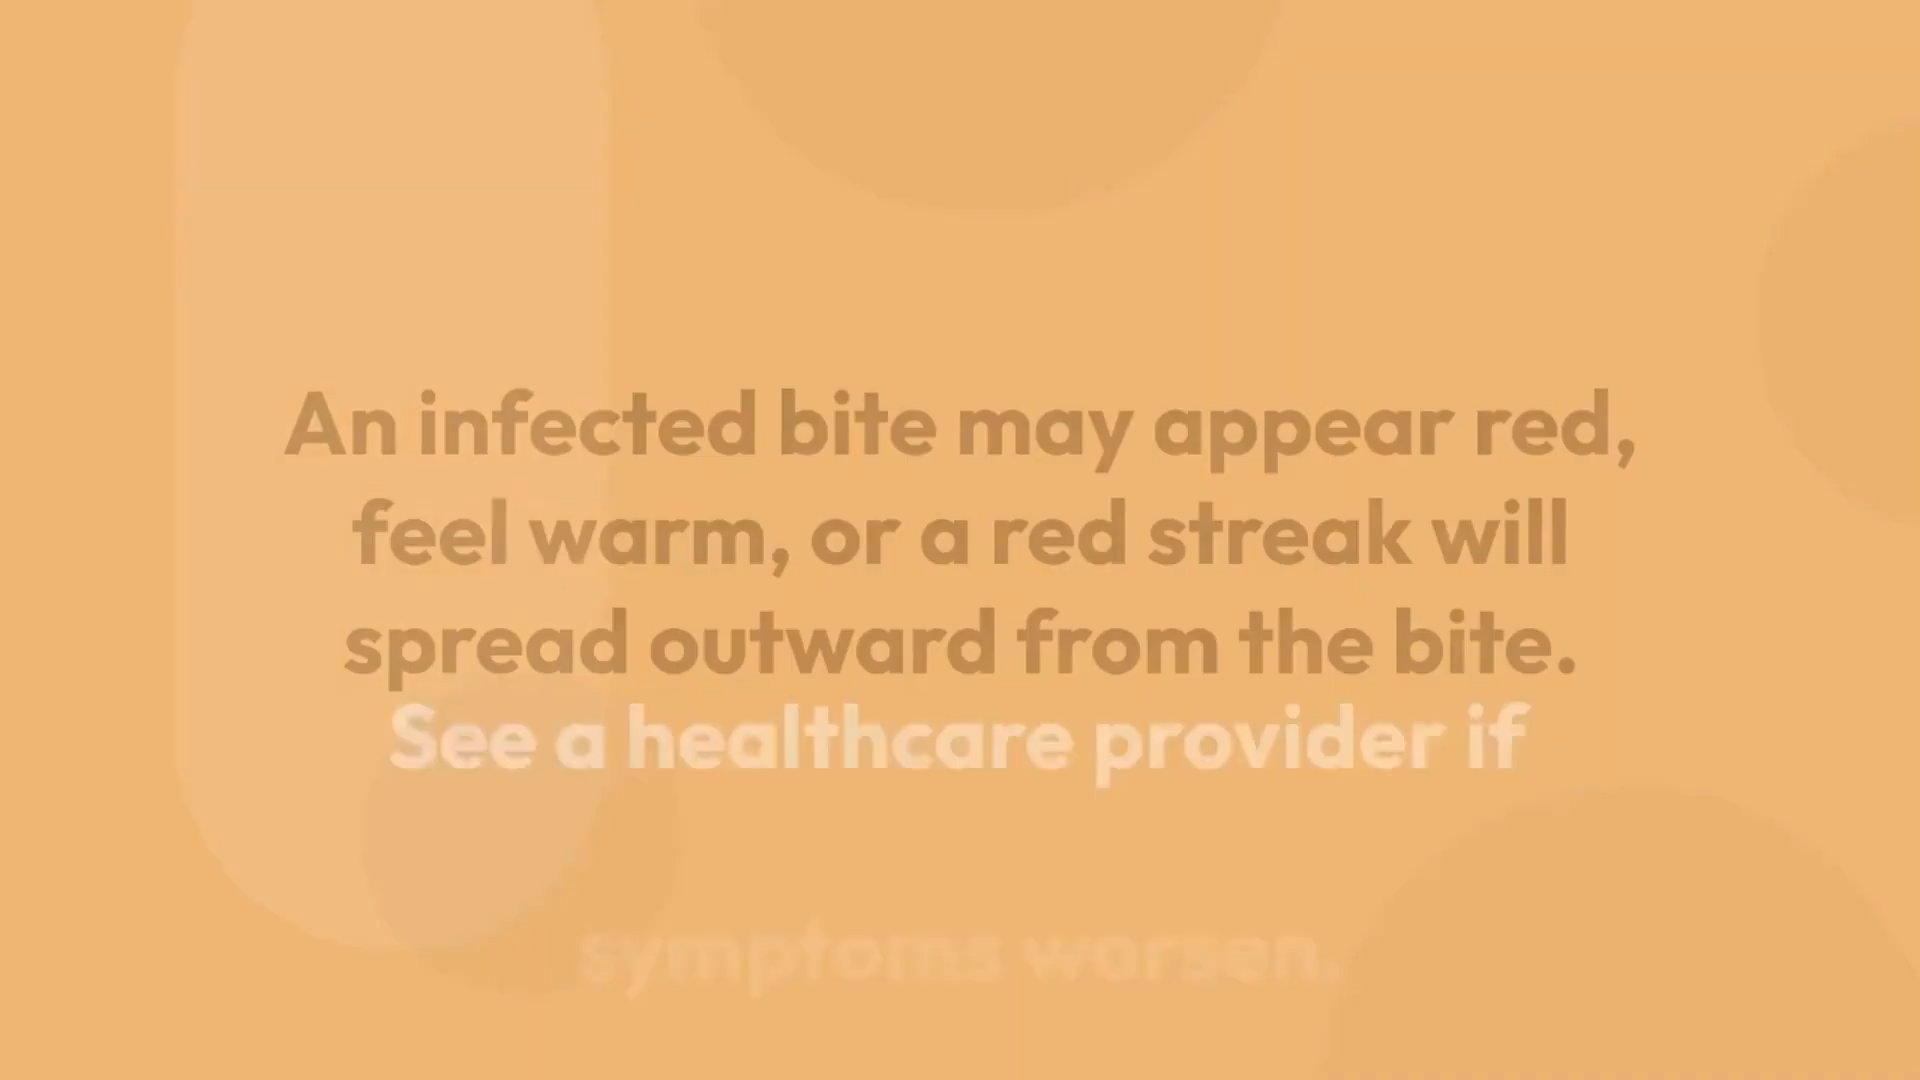 An infected bite may appear red,
feel warm, or a red streak will
spread outward from the bite.
See a healthcare provider if
symptoms worsen.